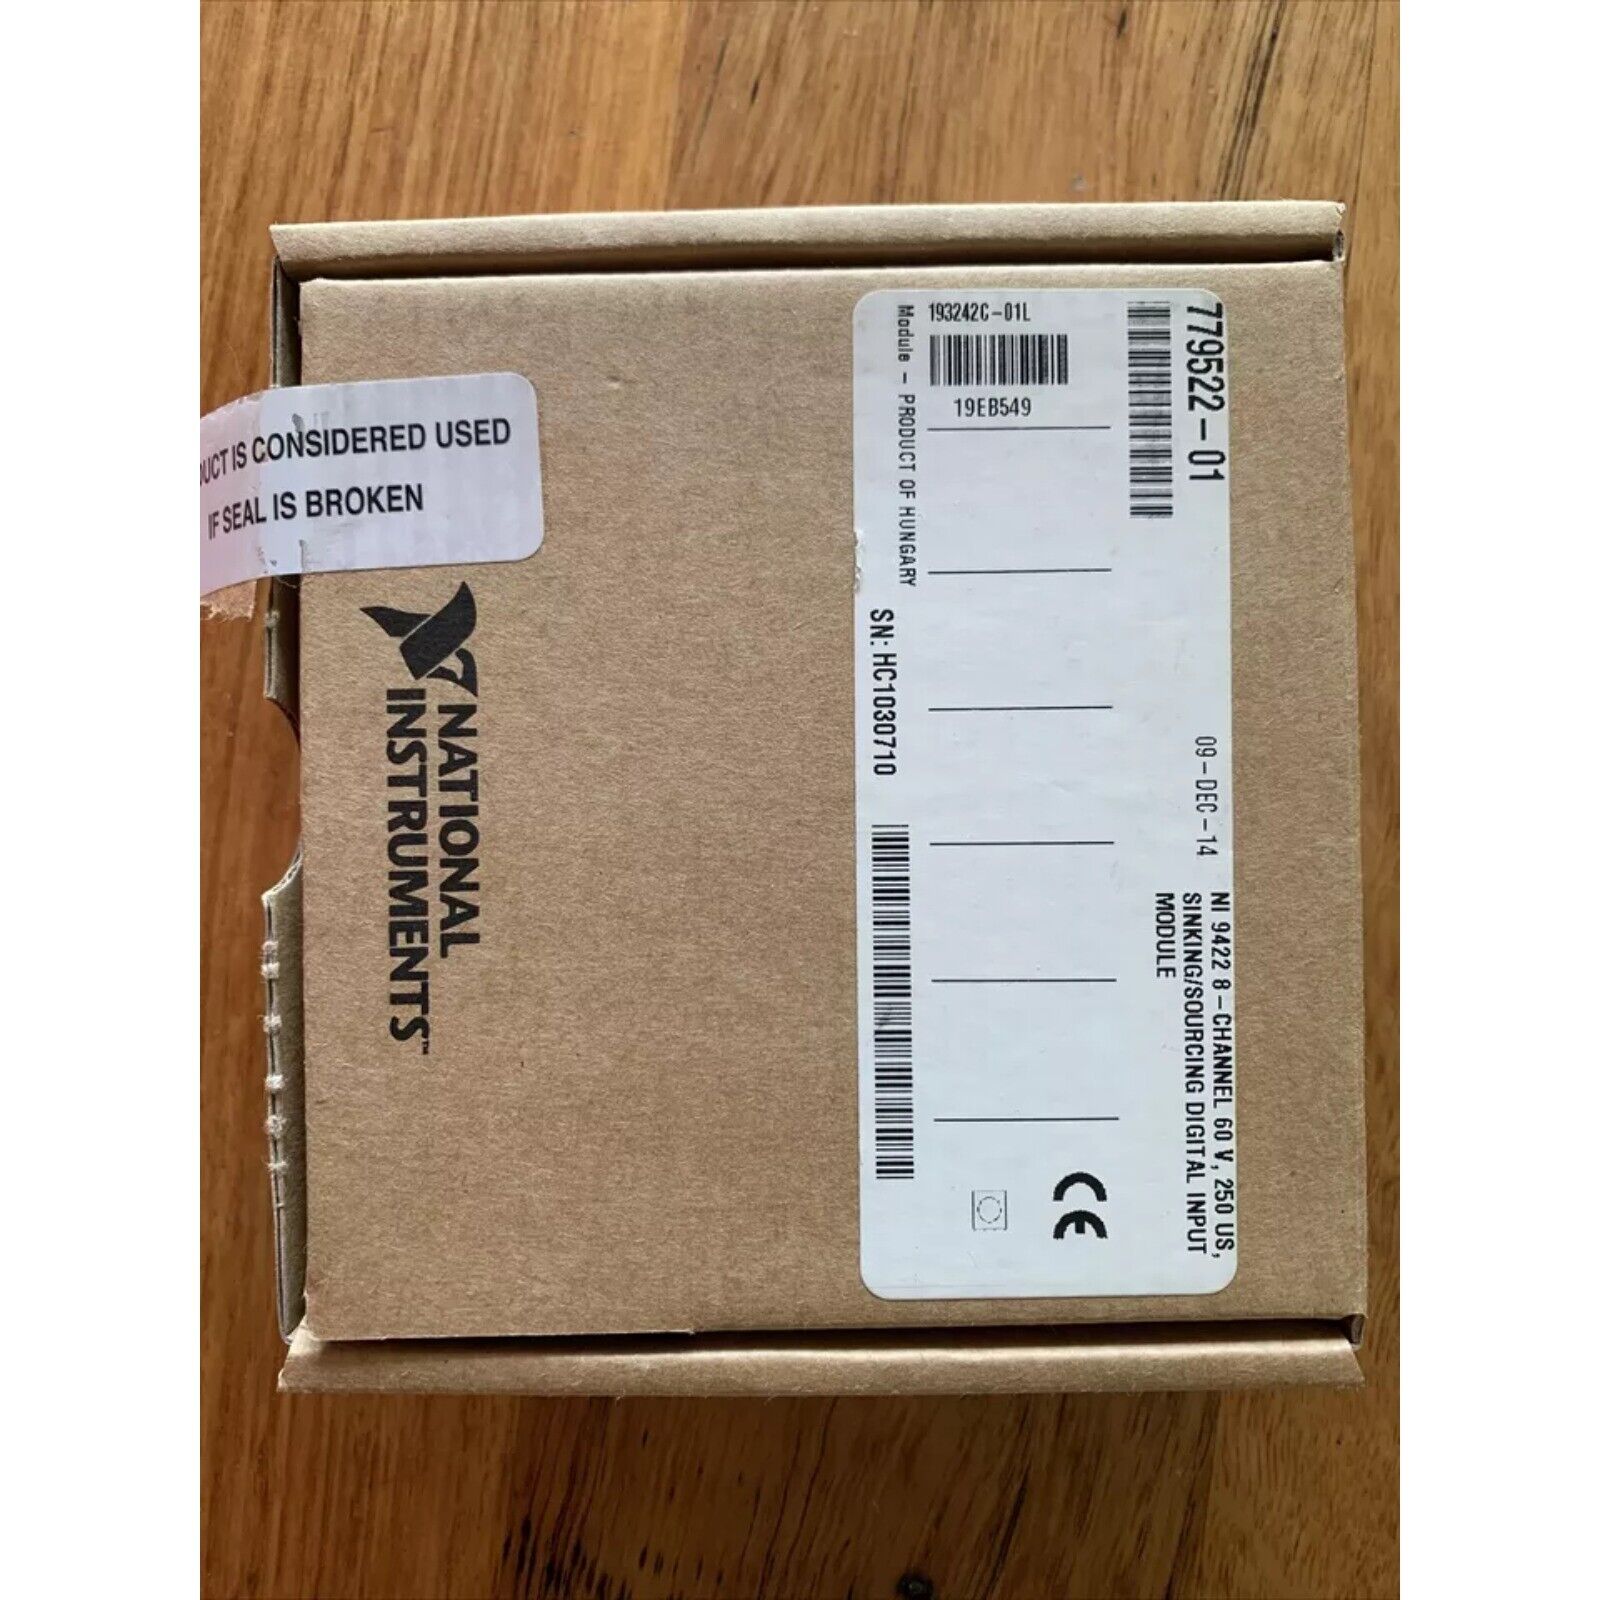 DUCT IS CONSIDERED USED
IF SEAL IS BROKEN
NATIONAL
INSTRUMENTS™
779522-01
09-DEC-14
NI 9422 8-CHANNEL 60 V, 250 US,
SINKING/SOURCING DIGITAL INPUT
MODULE
193242C-01L
19EB549
Module - PRODUCT OF HUNGARY
SN: HC1030710
CE